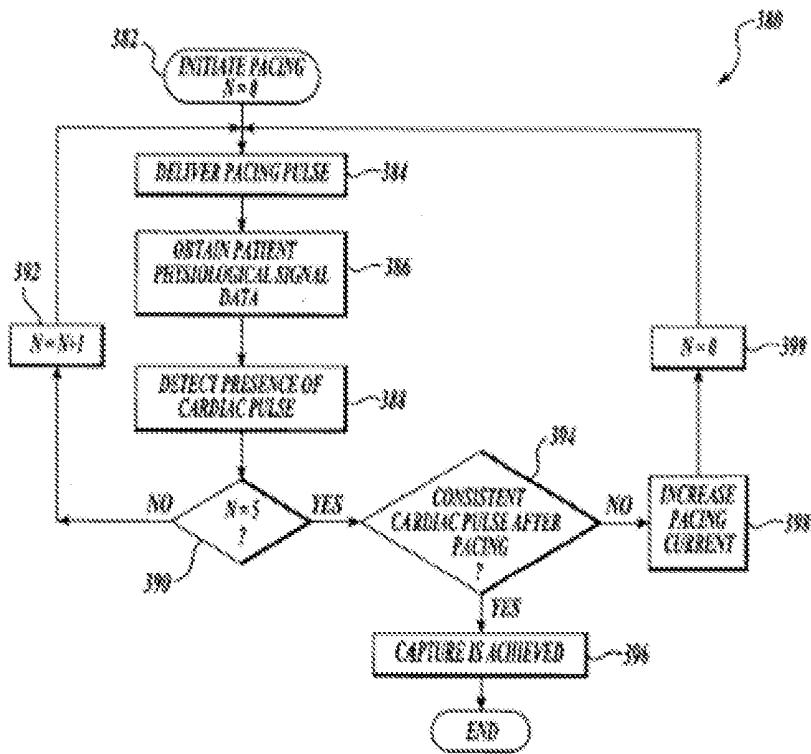 380
382
INITIATE PACING
N = 0
DELIVER PACING PULSE
384
OBTAIN PATIENT
PHYSIOLOGICAL SIGNAL
DATA
386
392
N = N+1
DETECT PRESENCE OF
CARDIAC PULSE
388
N = 0
399
394
NO
N = 5
?
YES
390
CONSISTENT
CARDIAC PULSE AFTER
PACING
?
NO
INCREASE
PACING
CURRENT
398
YES
CAPTURE IS ACHIEVED
396
END